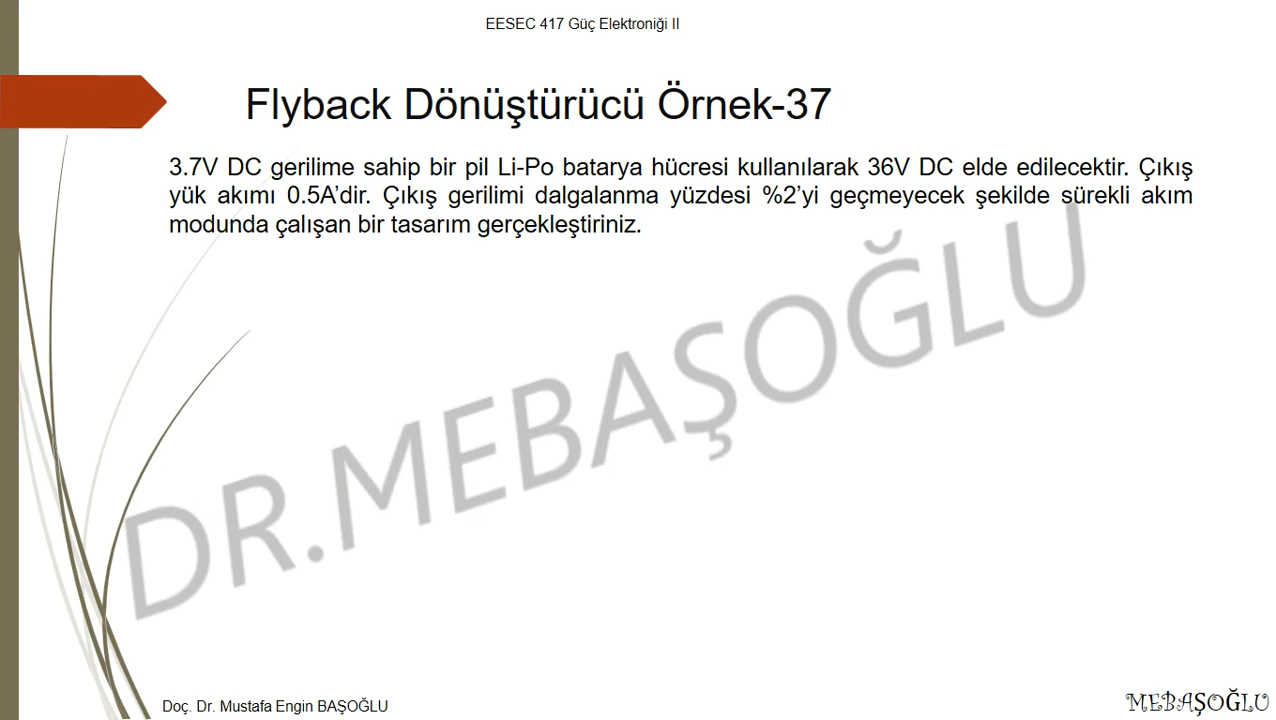 EESEC 417 Güç Elektroniği II
Flyback Dönüştürücü Örnek-37
3.7V DC gerilime sahip bir pil Li-Po batarya hücresi kullanılarak 36V DC elde edilecektir. Çıkış
yük akımı 0.5A’dir. Çıkış gerilimi dalgalanma yüzdesi %2’yi geçmeyecek şekilde sürekli akım
modunda çalışan bir tasarım gerçekleştiriniz.
DR.MEBAŞOĞLU
Doç. Dr. Mustafa Engin BAŞOĞLU
MEBAŞOĞLU